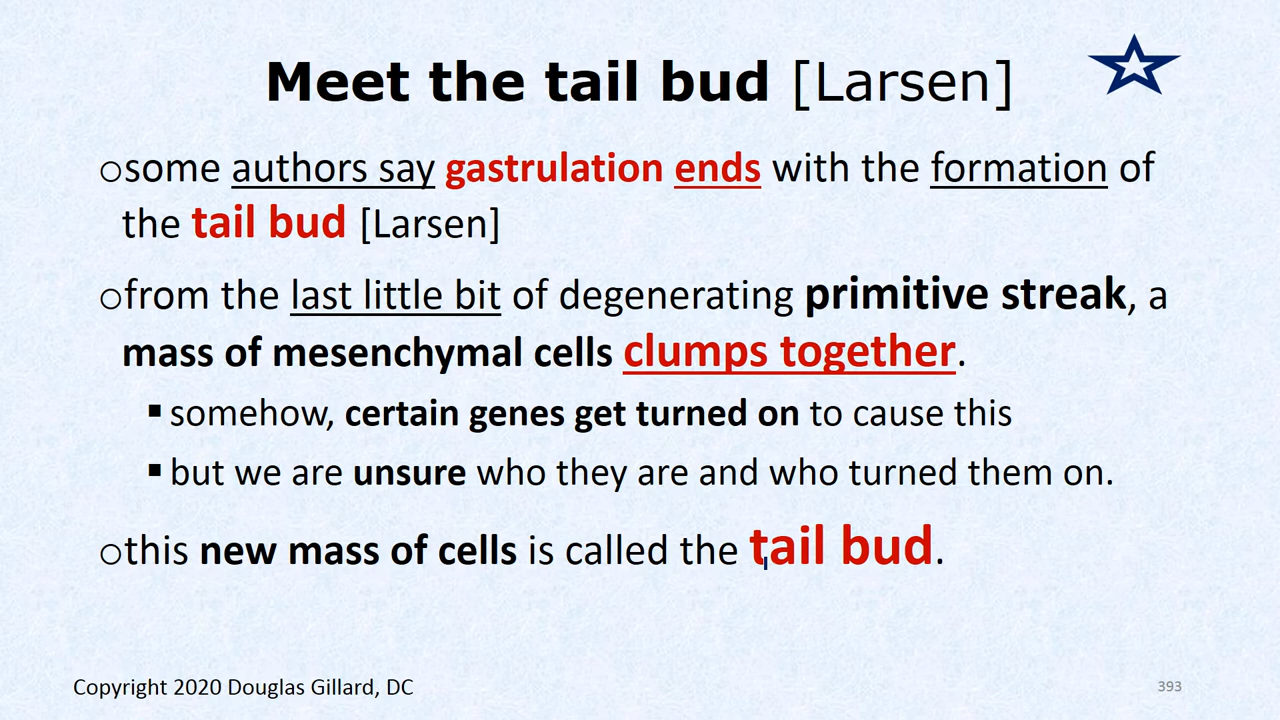 Meet the tail bud [Larsen]
○some authors say gastrulation ends with the formation of
the tail bud [Larsen]
○from the last little bit of degenerating primitive streak, a
mass of mesenchymal cells clumps together.
▪ somehow, certain genes get turned on to cause this
▪ but we are unsure who they are and who turned them on.
○this new mass of cells is called the tail bud.
Copyright 2020 Douglas Gillard, DC
393